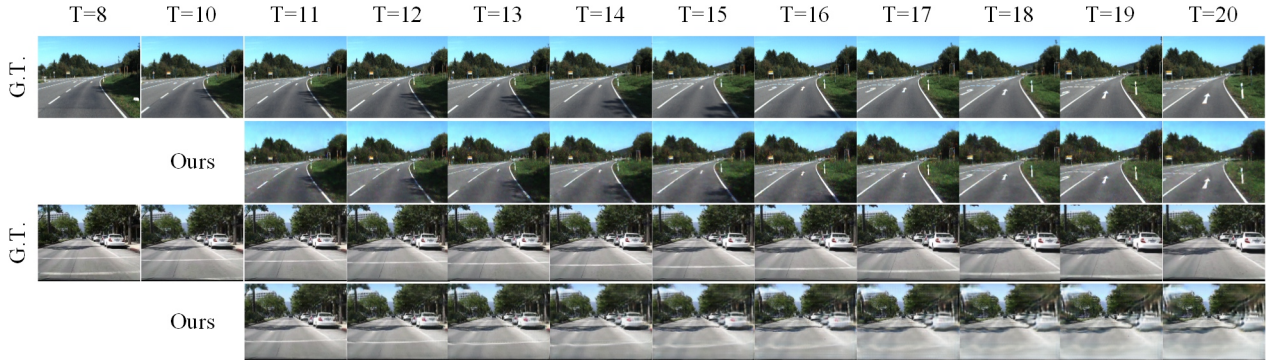 T=8 T=10 T=11 T=12 T=13 T=14 T=15 T=16 T=17 T=18 T=19 T=20
G.T.
Ours
G.T.
Ours